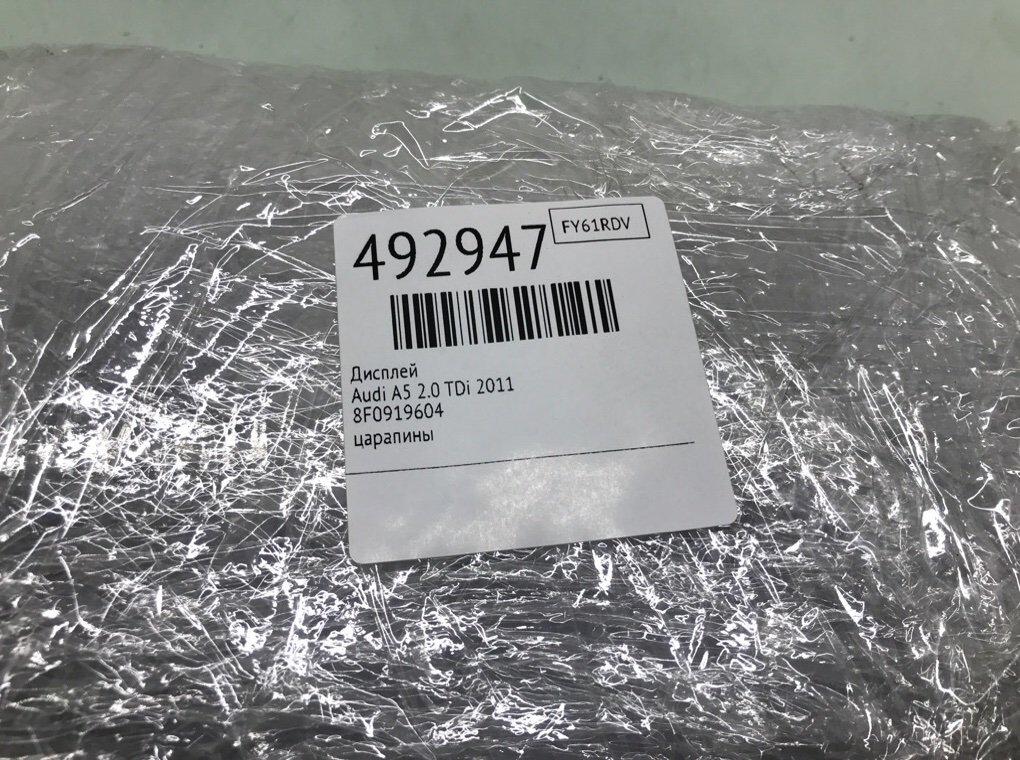 492947
FY61RDV
Дисплей
Audi A5 2.0 TDi 2011
8F0919604
царапины